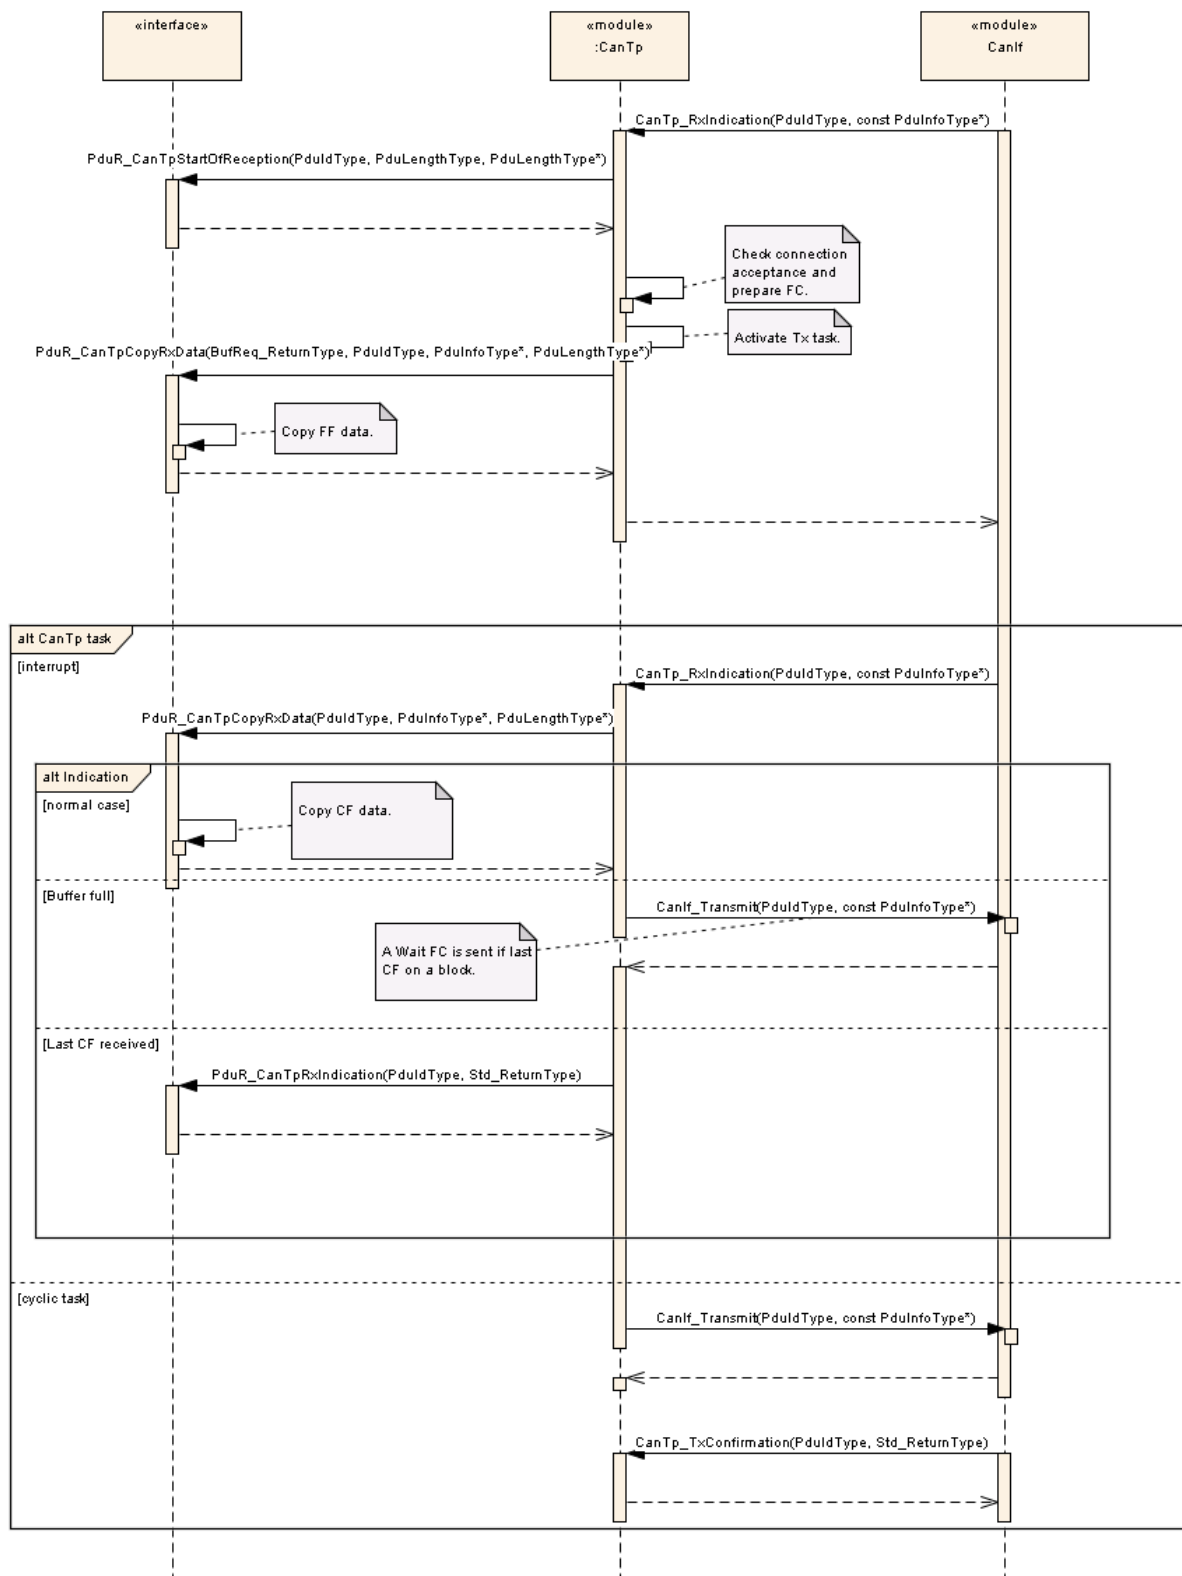 «interface»
«module»
:CanTp
«module»
CanIf
CanTp_RxIndication(PduIdType, const PduInfoType*)
PduR_CanTpStartOfReception(PduIdType, PduLengthType, PduLengthType*)
Check connection
acceptance and
prepare FC.
Activate Tx task.
PduR_CanTpCopyRxData(BufReq_ReturnType, PduIdType, PduInfoType*, PduLengthType*)
Copy FF data.
alt CanTp task
[interrupt]
CanTp_RxIndication(PduIdType, const PduInfoType*)
PduR_CanTpCopyRxData(PduIdType, PduInfoType*, PduLengthType*)
alt Indication
[normal case]
Copy CF data.
[Buffer full]
CanIf_Transmit(PduIdType, const PduInfoType*)
A Wait FC is sent if last
CF on a block.
[Last CF received]
PduR_CanTpRxIndication(PduIdType, Std_ReturnType)
[cyclic task]
CanIf_Transmit(PduIdType, const PduInfoType*)
CanTp_TxConfirmation(PduIdType, Std_ReturnType)